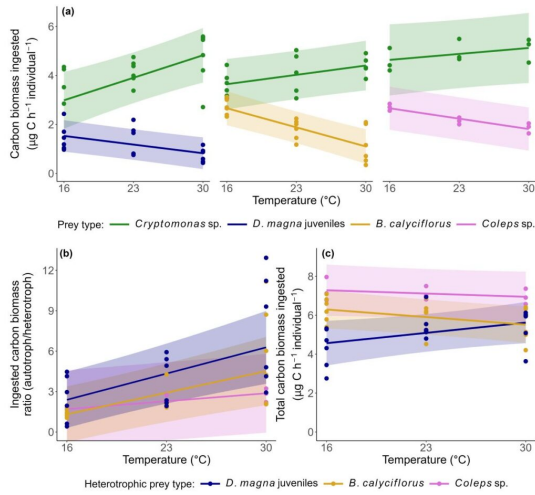 (a)
Carbon biomass ingested
(µg C h⁻¹ individual⁻¹)
6
4
2
0
16 23 30 16 23 30 16 23 30
Temperature (°C) Temperature (°C) Temperature (°C)
Prey type: Cryptomonas sp. D. magna juveniles B. calyciflorus Coleps sp.
(b) (c)
Ingested carbon biomass
ratio (autotroph/heterotroph)
12
9
6
3
0
16 23 30
Temperature (°C)
Total carbon biomass ingested
(µg C h⁻¹ individual⁻¹)
8
6
4
2
0
16 23 30
Temperature (°C)
Heterotrophic prey type: D. magna juveniles B. calyciflorus Coleps sp.